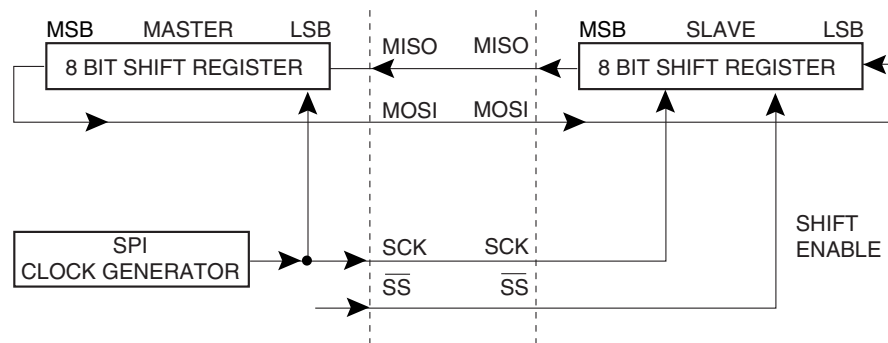 MSB MASTER LSB
8 BIT SHIFT REGISTER
MISO MISO
MSB SLAVE LSB
8 BIT SHIFT REGISTER
MOSI MOSI
SPI
CLOCK GENERATOR
SCK SCK
SS SS
SHIFT
ENABLE